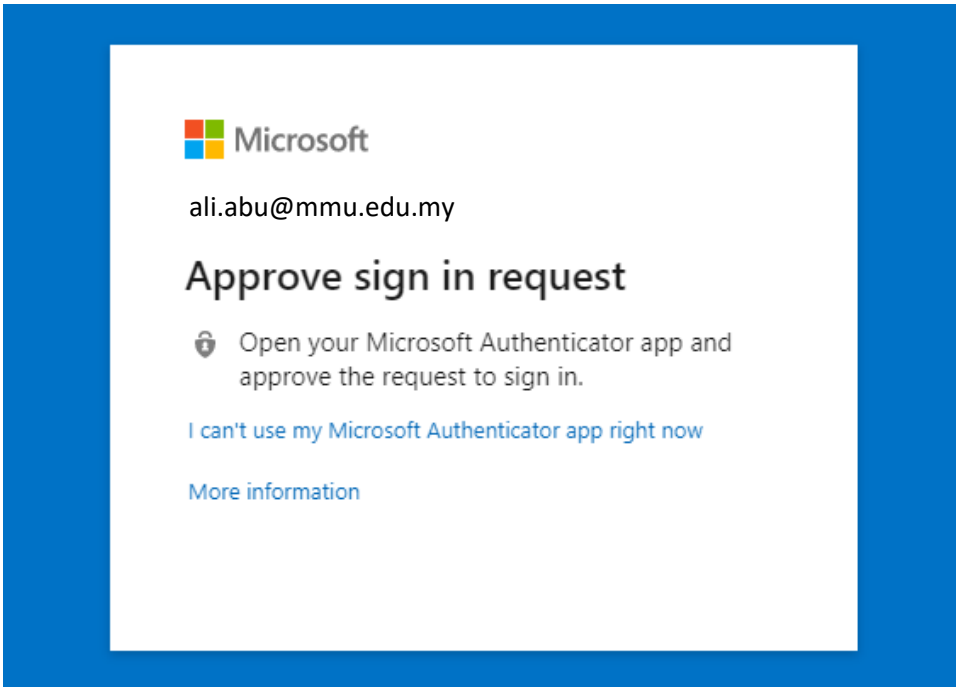 Microsoft
ali.abu@mmu.edu.my
Approve sign in request
Open your Microsoft Authenticator app and
approve the request to sign in.
I can't use my Microsoft Authenticator app right now
More information